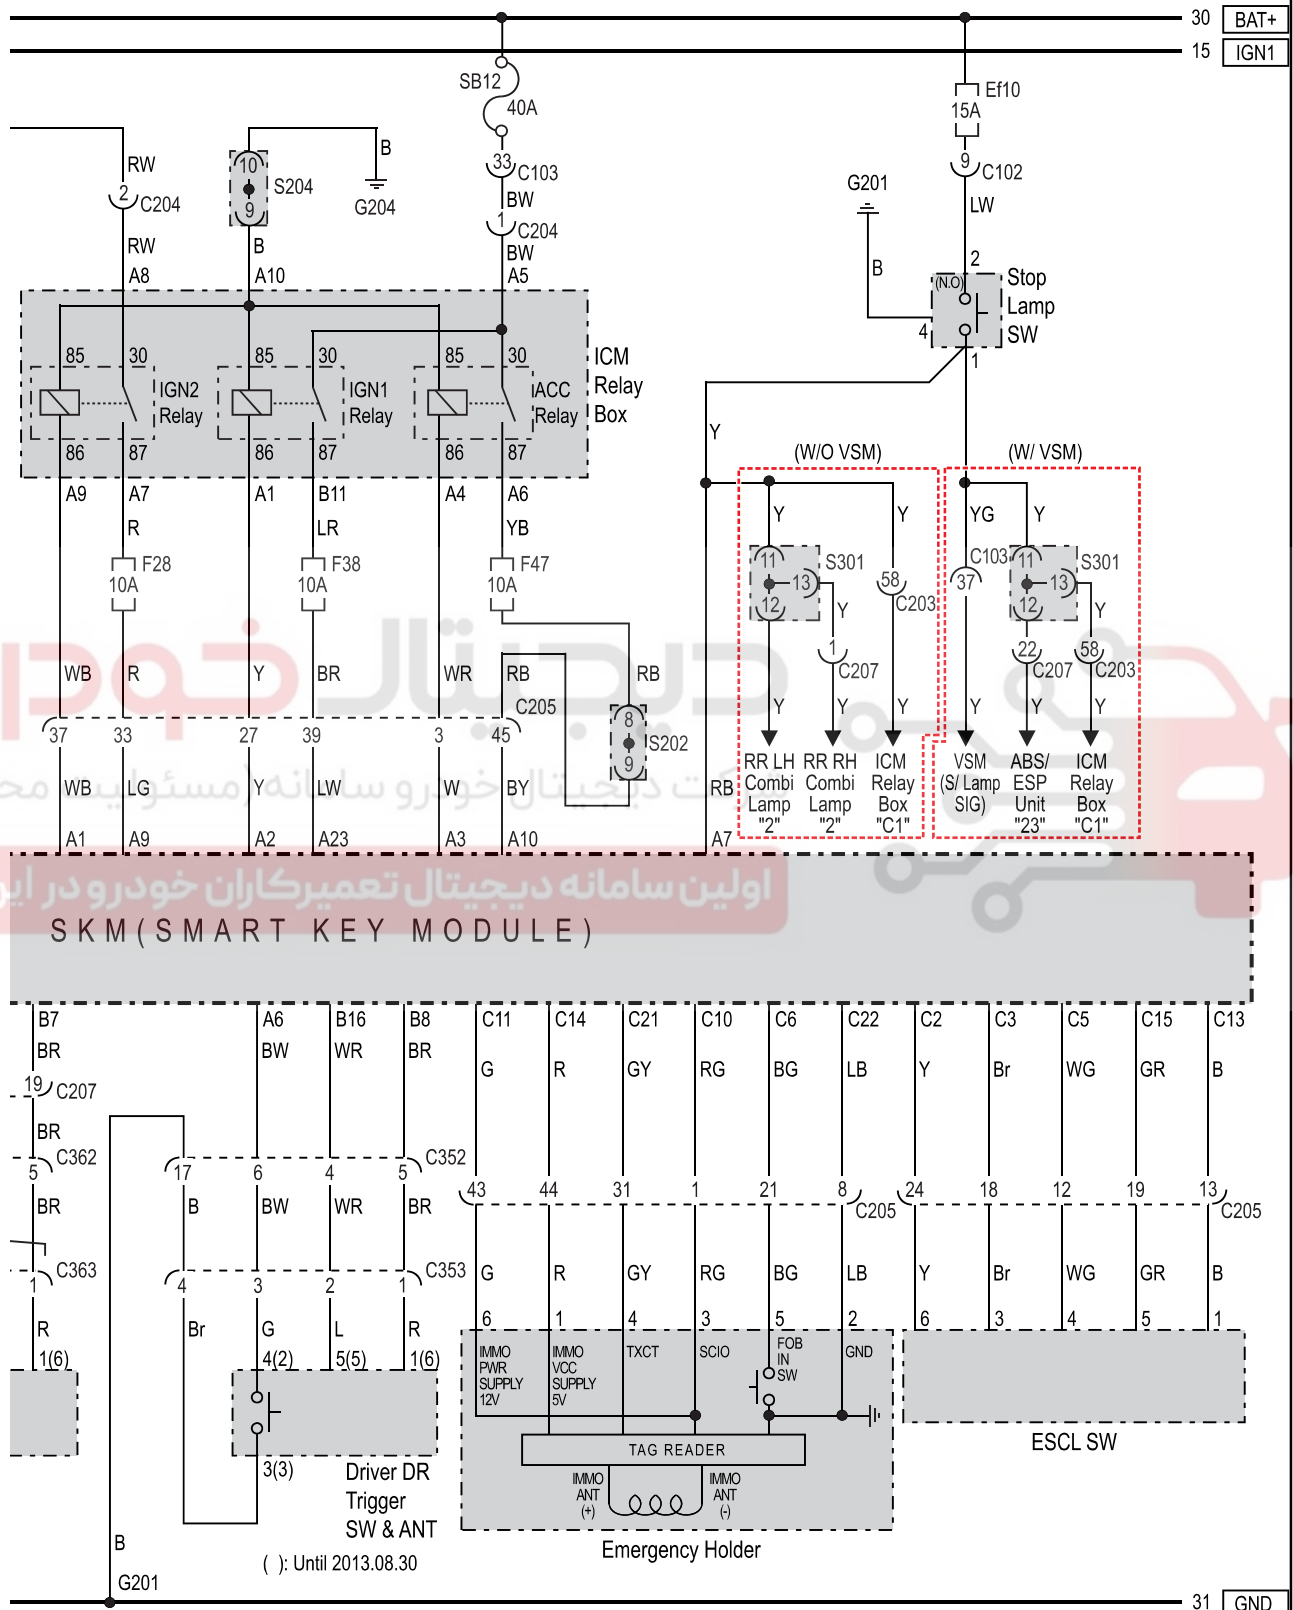 30 BAT+
15 IGN1
SB12
40A
Ef10
15A
33 C103
9 C102
BW
LW
1 C204
BW
A5
RW
2 C204
RW
A8
10
9
S204
B
G204
B
A10
G201
B
2
(N.O)
4
1
Stop
Lamp
SW
85 30 85 30 85 30
IGN2
Relay
IGN1
Relay
ACC
Relay
ICM
Relay
Box
86 87 86 87 86 87
A9 A7 A1 B11 A4 A6
R LR YB
F28
10A
F38
10A
F47
10A
Y
(W/O VSM) (W/ VSM)
Y Y YG Y
11
13
12
S301
58
C203
C103
37
11
13
12
S301
Y
1
C207
22
C207
Y
58
C203
Y Y Y Y Y Y
RR LH
Combi
Lamp
"2"
RR RH
Combi
Lamp
"2"
ICM
Relay
Box
"C1"
VSM
(S/ Lamp
SIG)
ABS/
ESP
Unit
"23"
ICM
Relay
Box
"C1"
WB R Y BR WR RB RB
C205
37 33 27 39 3 45
8
9
S202
WB LG Y LW W BY RB
A1 A9 A2 A23 A3 A10 A7
دیجیتال خودر
شرکت دیجیتال خودرو سامانه (مسئولیت مح
اولین سامانه دیجیتال تعمیرکاران خودرو در ایر
SKM(SMART KEY MODULE)
B7 A6 B16 B8 C11 C14 C21 C10 C6 C22 C2 C3 C5 C15 C13
BR BW WR BR G R GY RG BG LB Y Br WG GR B
19 C207
BR
5 C362
17 6 4 5 C352
43 44 31 1 21 8 C205
24 18 12 19 13 C205
BR B BW WR BR
1 C363
4 3 2 1 C353
G R GY RG BG LB Y Br WG GR B
R Br G L R
1(6) 4(2) 5(5) 1(6)
6 1 4 3 5 2 6 3 4 5 1
IMMO
PWR
SUPPLY
12V
IMMO
VCC
SUPPLY
5V
TXCT
SCIO
FOB
IN
SW
GND
TAG READER
IMMO
ANT
(+)
IMMO
ANT
(-)
ESCL SW
3(3)
Driver DR
Trigger
SW & ANT
Emergency Holder
( ): Until 2013.08.30
B
G201
31 GND